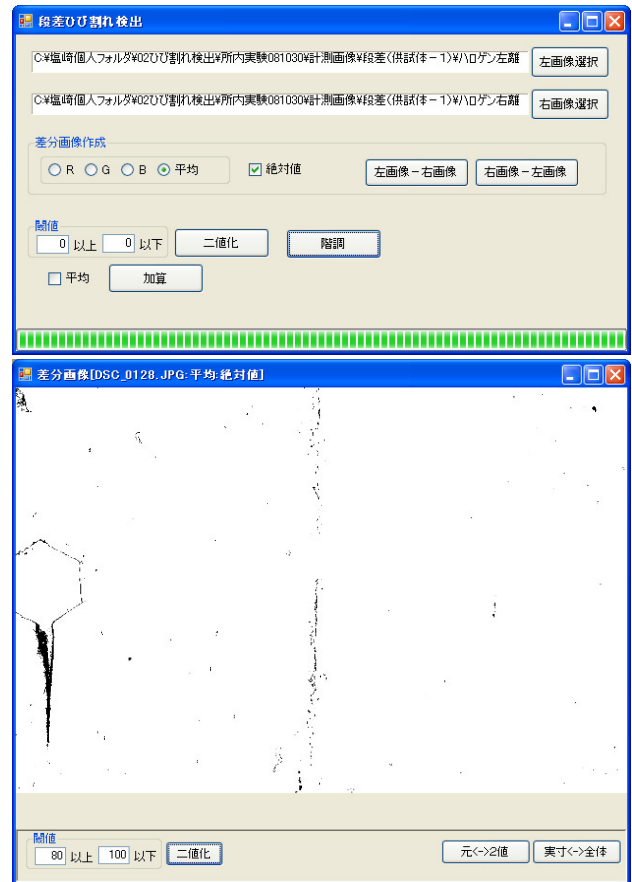 段差ひび割れ検出
C:¥塩崎個人フォルダ¥02ひび割れ検出¥所内実験081030¥計測画像¥段差(供試体-1)¥ハロゲン左離
左画像選択
C:¥塩崎個人フォルダ¥02ひび割れ検出¥所内実験081030¥計測画像¥段差(供試体-1)¥ハロゲン右離
右画像選択
差分画像作成
R G B 平均 絶対値 左画像-右画像 右画像-左画像
閾値
0 以上 0 以下 二値化 階調
平均 加算
差分画像[DSC_0128.JPG:平均:絶対値]
閾値
80 以上 100 以下 二値化 元<->2値 実寸<->全体